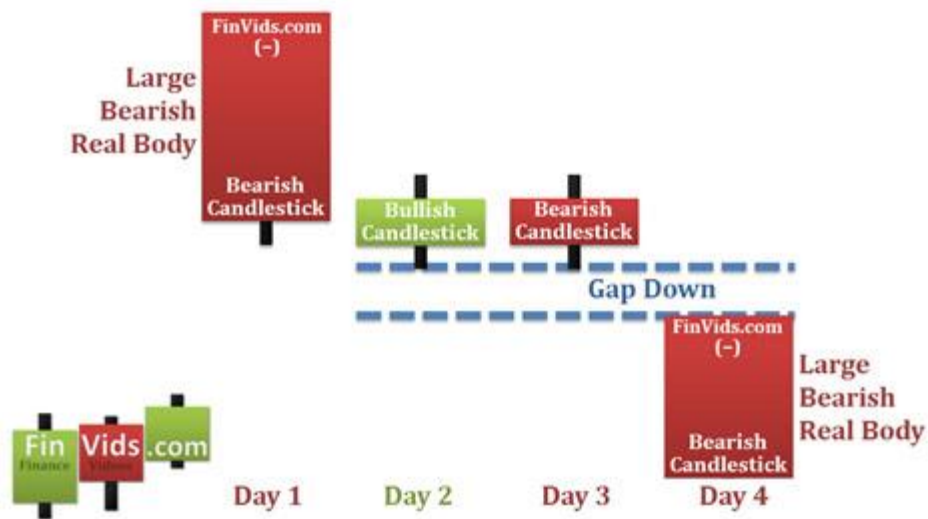 FinVids.com
(−)
Large
Bearish
Real Body
Bearish
Candlestick
Bullish
Candlestick
Bearish
Candlestick
Gap Down
FinVids.com
(−)
Large
Bearish
Real Body
Bearish
Candlestick
Fin Vids .com
Finance Videos
Day 1 Day 2 Day 3 Day 4